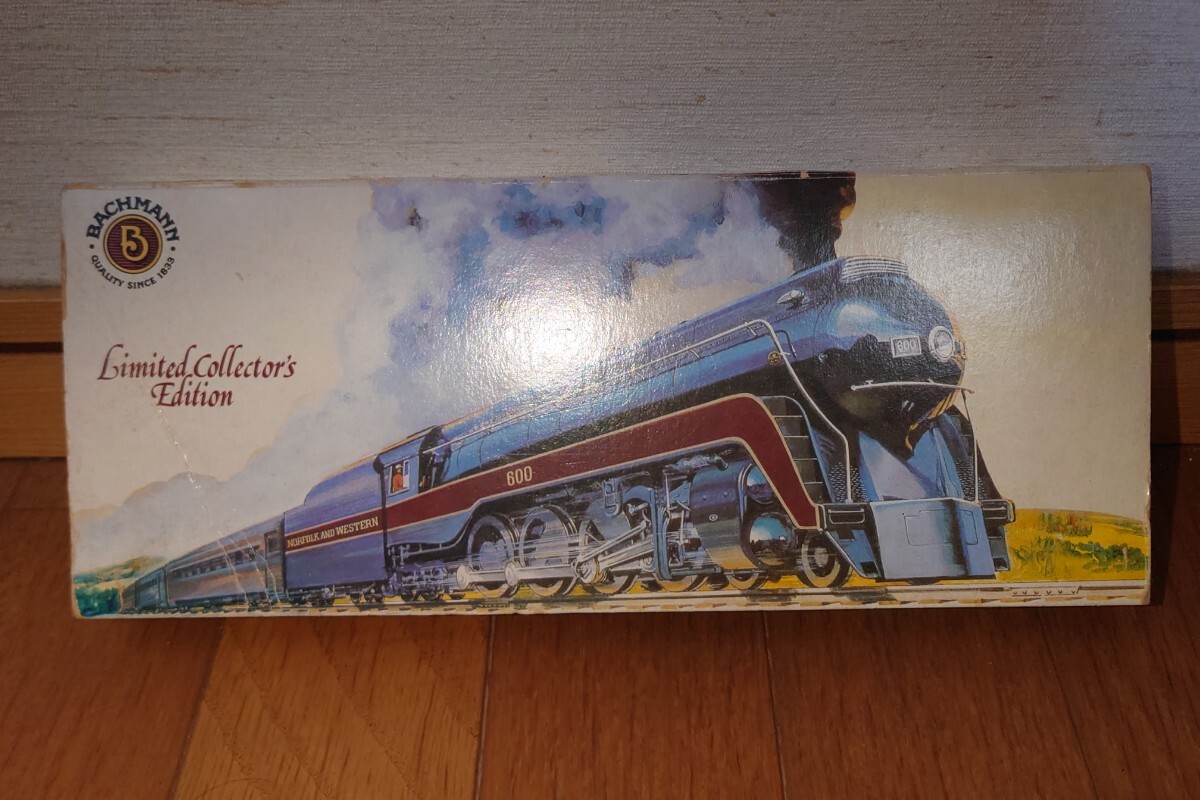 BACHMANN
B
QUALITY SINCE 1833
Limited Collector's
Edition
600
600
NORFOLK AND WESTERN